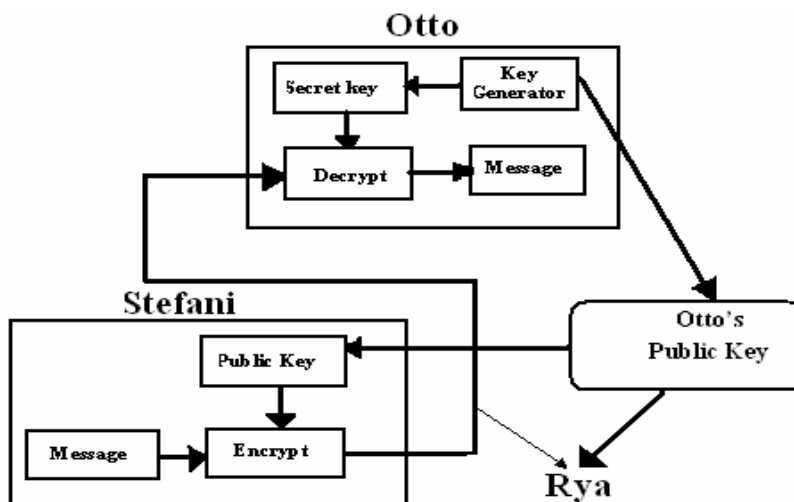 Otto
Secret key
Key
Generator
Decrypt
Message
Stefani
Otto's
Public Key
Public Key
Message
Encrypt
Rya